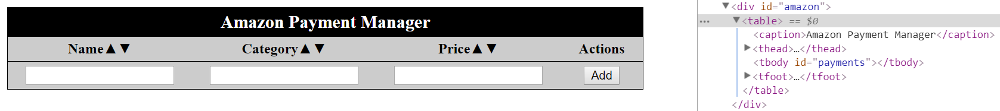 Amazon Payment Manager
Name▲▼ Category▲▼ Price▲▼ Actions
Add
▼<div id="amazon">
… ▼<table> == $0
<caption>Amazon Payment Manager</caption>
▶<thead>…</thead>
<tbody id="payments"></tbody>
▶<tfoot>…</tfoot>
</table>
</div>